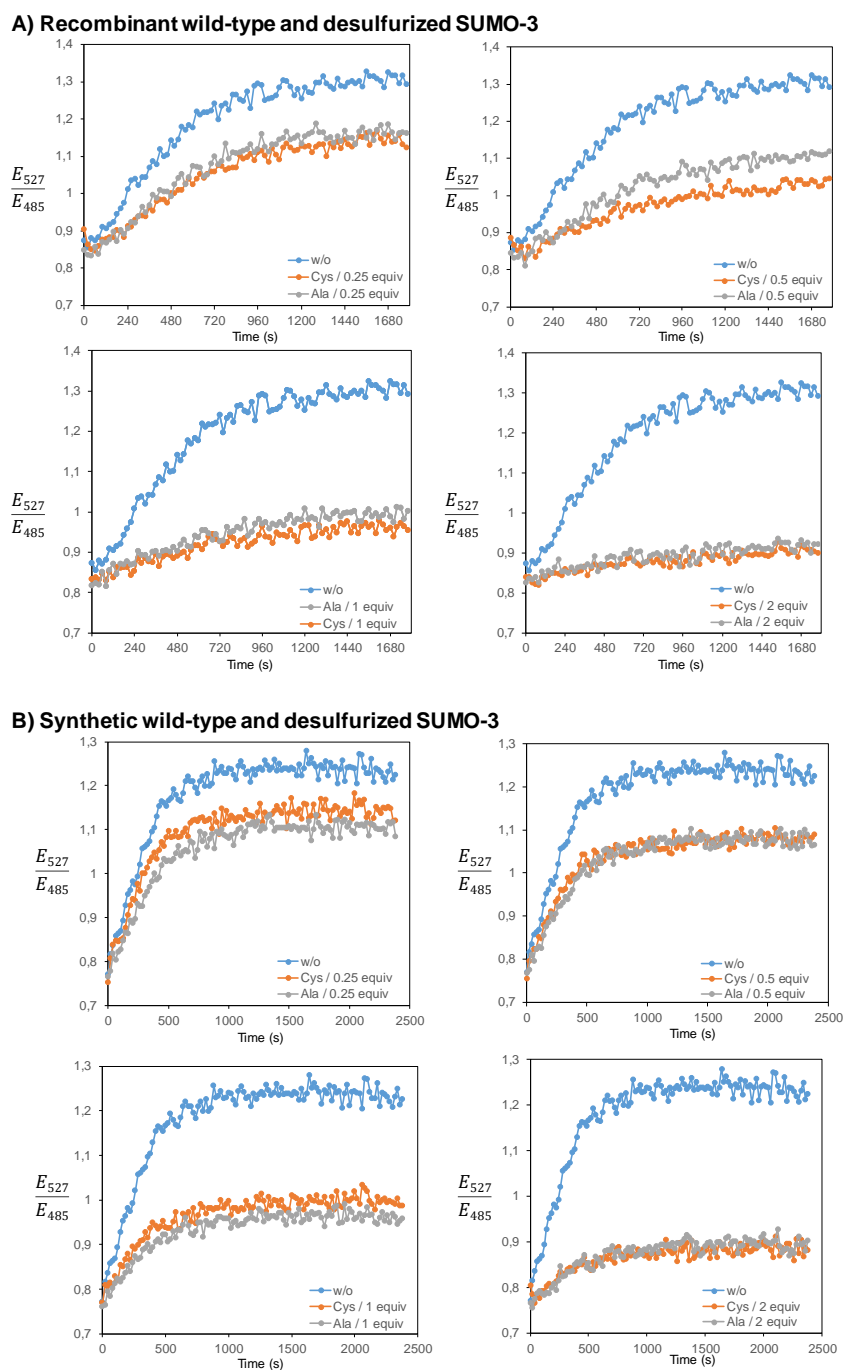 A) Recombinant wild-type and desulfurized SUMO-3
1,4
1,3
1,2
1,1
1
0,9
0,8
0,7
E527
E485
w/o
Cys / 0.25 equiv
Ala / 0.25 equiv
0 240 480 720 960 1200 1440 1680
Time (s)
1,4
1,3
1,2
1,1
1
0,9
0,8
0,7
E527
E485
w/o
Cys / 0.5 equiv
Ala / 0.5 equiv
0 240 480 720 960 1200 1440 1680
Time (s)
1,4
1,3
1,2
1,1
1
0,9
0,8
0,7
E527
E485
w/o
Ala / 1 equiv
Cys / 1 equiv
0 240 480 720 960 1200 1440 1680
Time (s)
1,4
1,3
1,2
1,1
1
0,9
0,8
0,7
E527
E485
w/o
Cys / 2 equiv
Ala / 2 equiv
0 240 480 720 960 1200 1440 1680
Time (s)
B) Synthetic wild-type and desulfurized SUMO-3
1,3
1,2
1,1
1
0,9
0,8
0,7
E527
E485
w/o
Cys / 0.25 equiv
Ala / 0.25 equiv
0 500 1000 1500 2000 2500
Time (s)
1,3
1,2
1,1
1
0,9
0,8
0,7
E527
E485
w/o
Cys / 0.5 equiv
Ala / 0.5 equiv
0 500 1000 1500 2000 2500
Time (s)
1,3
1,2
1,1
1
0,9
0,8
0,7
E527
E485
w/o
Cys / 1 equiv
Ala / 1 equiv
0 500 1000 1500 2000 2500
Time (s)
1,3
1,2
1,1
1
0,9
0,8
0,7
E527
E485
w/o
Cys / 2 equiv
Ala / 2 equiv
0 500 1000 1500 2000 2500
Time (s)